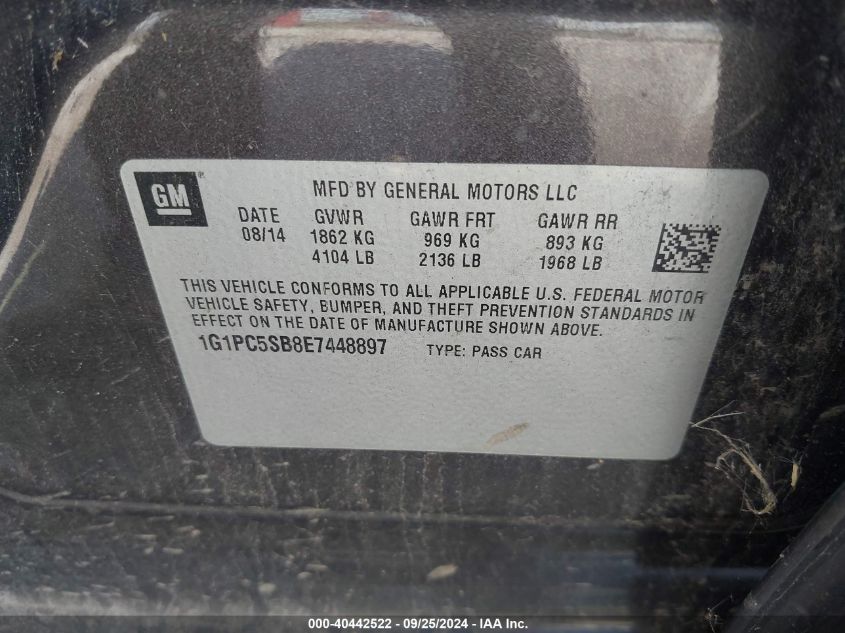 GM
MFD BY GENERAL MOTORS LLC
DATE GVWR GAWR FRT GAWR RR
08/14 1862 KG 969 KG 893 KG
4104 LB 2136 LB 1968 LB
THIS VEHICLE CONFORMS TO ALL APPLICABLE U.S. FEDERAL MOTOR
VEHICLE SAFETY, BUMPER, AND THEFT PREVENTION STANDARDS IN
EFFECT ON THE DATE OF MANUFACTURE SHOWN ABOVE.
1G1PC5SB8E7448897 TYPE: PASS CAR
000-40442522 - 09/25/2024 - IAA Inc.